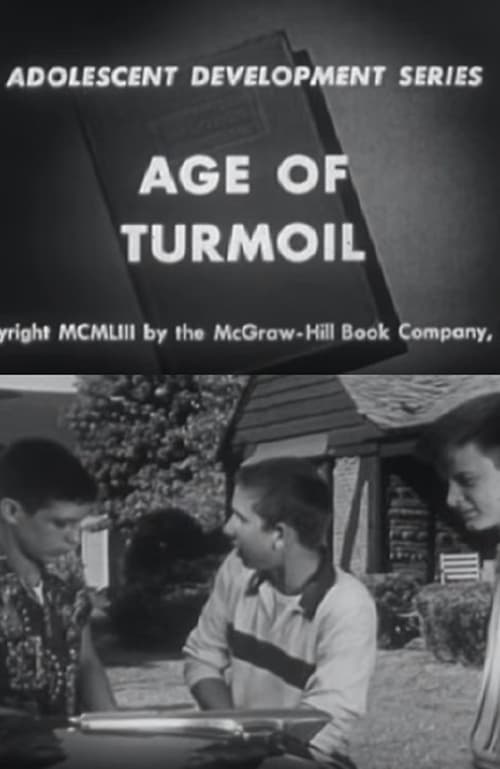 ADOLESCENT DEVELOPMENT SERIES
AGE OF
TURMOIL
yright MCMLIII by the McGraw-Hill Book Company,